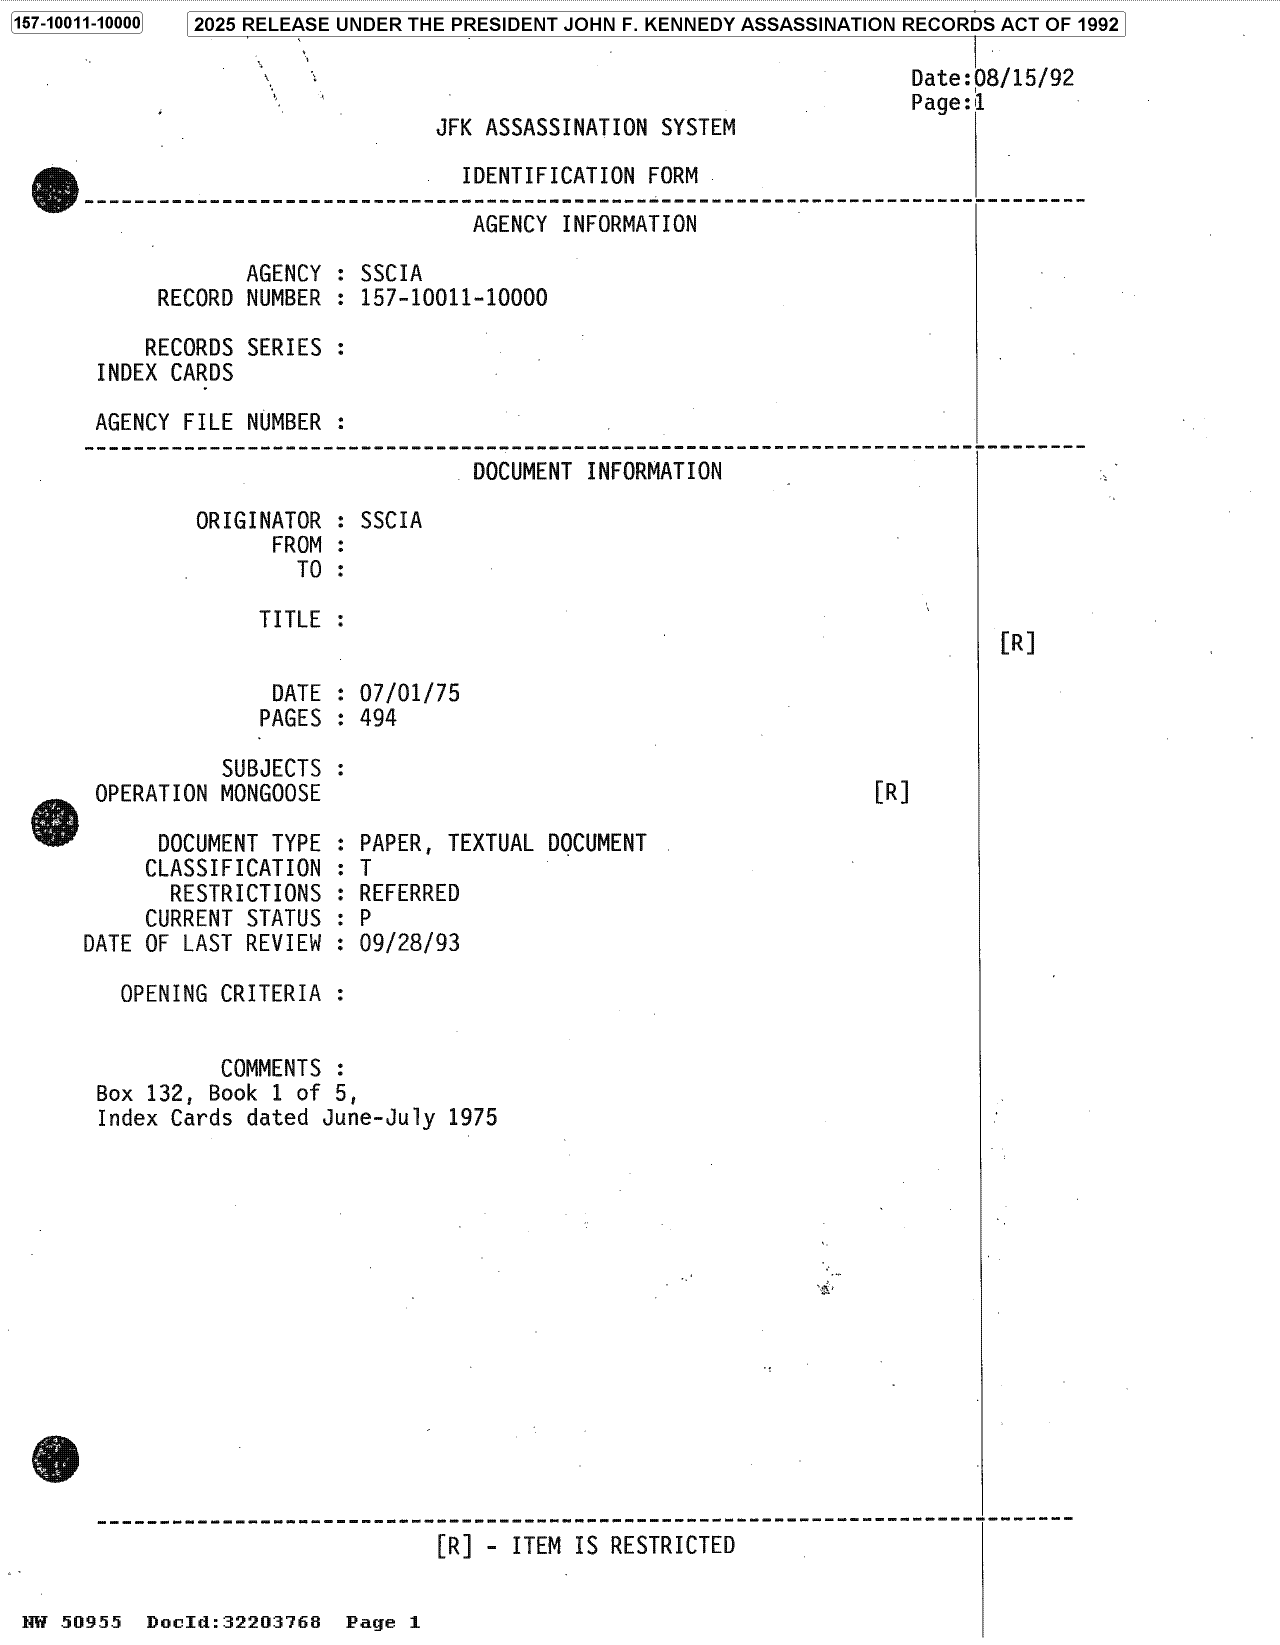 157-10011-10000
2025 RELEASE UNDER THE PRESIDENT JOHN F. KENNEDY ASSASSINATION RECORDS ACT OF 1992
Date:08/15/92
Page:1
JFK ASSASSINATION SYSTEM
IDENTIFICATION FORM
AGENCY INFORMATION
AGENCY : SSCIA
RECORD NUMBER : 157-10011-10000
RECORDS SERIES :
INDEX CARDS
AGENCY FILE NUMBER :
DOCUMENT INFORMATION
ORIGINATOR : SSCIA
FROM :
TO :
TITLE :
[R]
DATE : 07/01/75
PAGES : 494
SUBJECTS :
OPERATION MONGOOSE [R]
DOCUMENT TYPE : PAPER, TEXTUAL DOCUMENT
CLASSIFICATION : T
RESTRICTIONS : REFERRED
CURRENT STATUS : P
DATE OF LAST REVIEW : 09/28/93
OPENING CRITERIA :
COMMENTS :
Box 132, Book 1 of 5,
Index Cards dated June-July 1975
[R] - ITEM IS RESTRICTED
NW 50955 DocId:32203768 Page 1